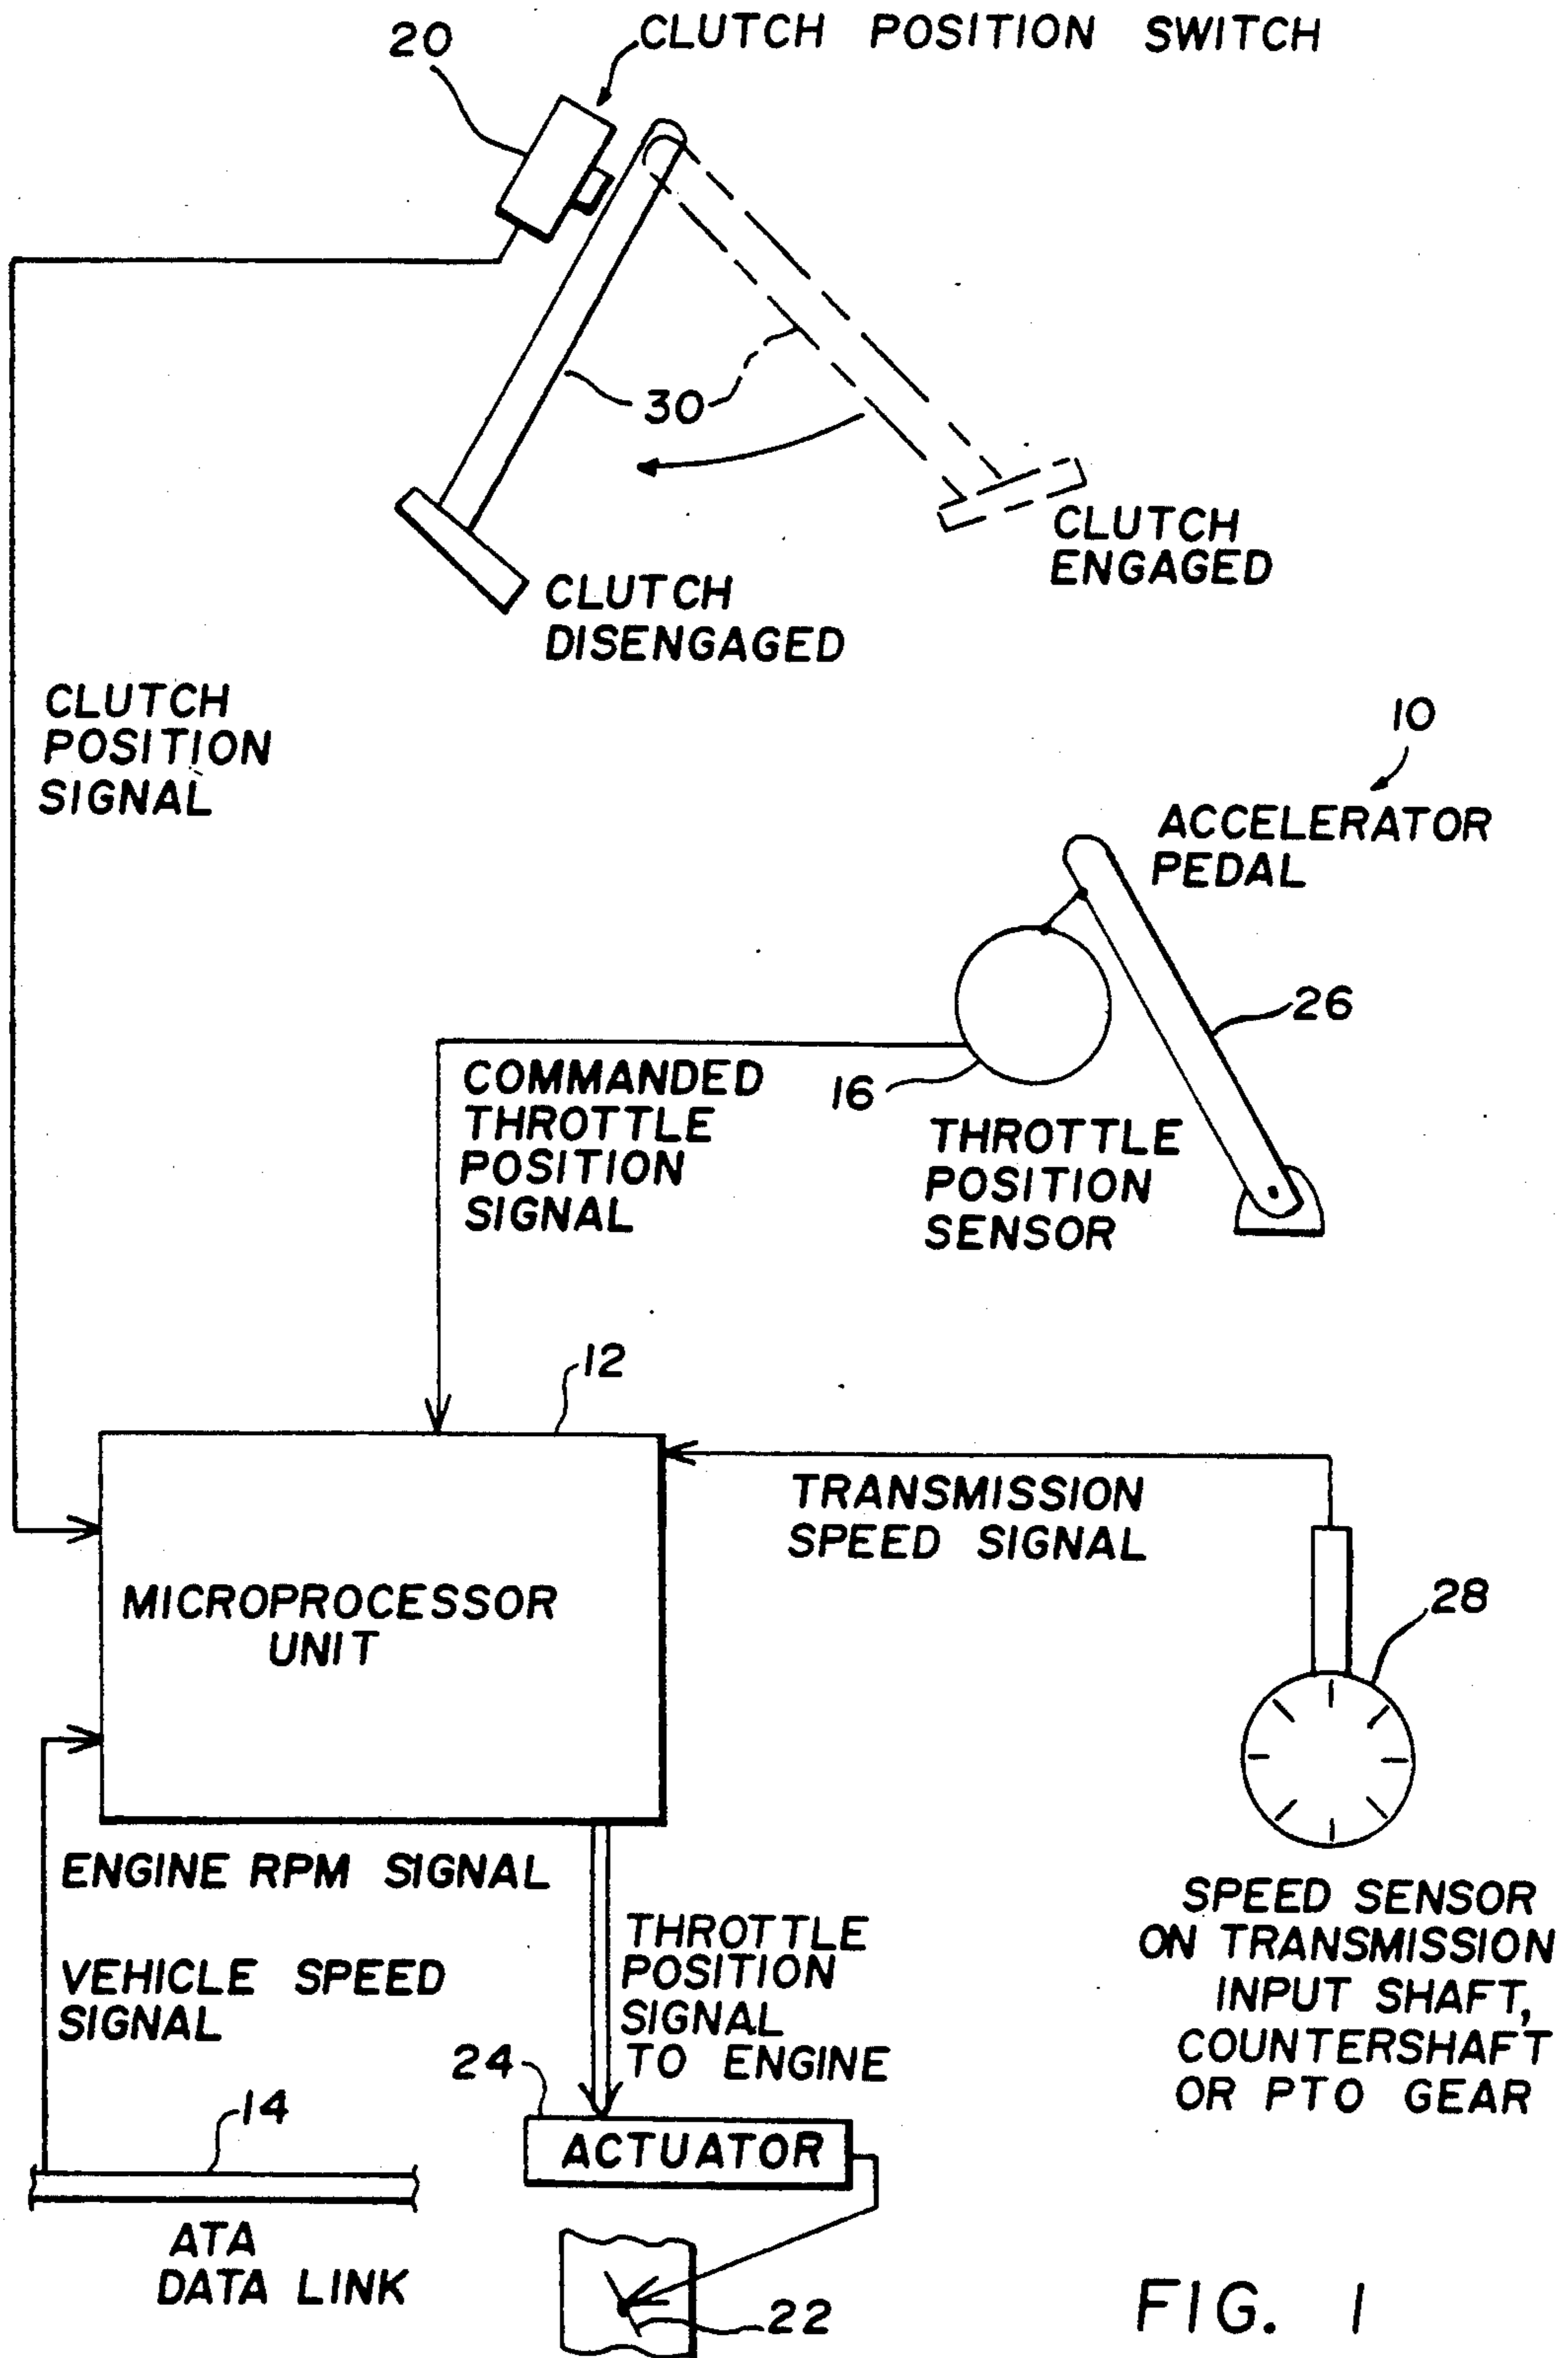 20
CLUTCH POSITION SWITCH
30
CLUTCH
ENGAGED
CLUTCH
DISENGAGED
CLUTCH
POSITION
SIGNAL
10
ACCELERATOR
PEDAL
26
16
COMMANDED
THROTTLE
POSITION
SIGNAL
THROTTLE
POSITION
SENSOR
12
TRANSMISSION
SPEED SIGNAL
MICROPROCESSOR
UNIT
28
ENGINE RPM SIGNAL
SPEED SENSOR
ON TRANSMISSION
INPUT SHAFT,
COUNTERSHAFT
OR PTO GEAR
THROTTLE
POSITION
SIGNAL
TO ENGINE
VEHICLE SPEED
SIGNAL
24
14
ACTUATOR
ATA
DATA LINK
22
FIG. 1